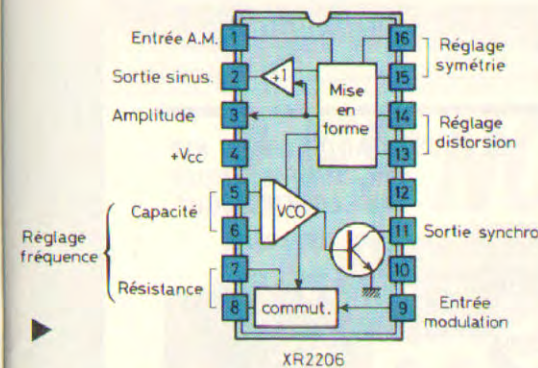 Entrée A.M.
1
16
Réglage
symétrie
Sortie sinus.
2
+1
15
Mise
en
forme
Amplitude
3
14
Réglage
distorsion
+Vcc
4
13
Réglage
fréquence
Capacité
5
12
VCO
6
11
Sortie synchro
Résistance
7
10
8
commut.
9
Entrée
modulation
XR2206